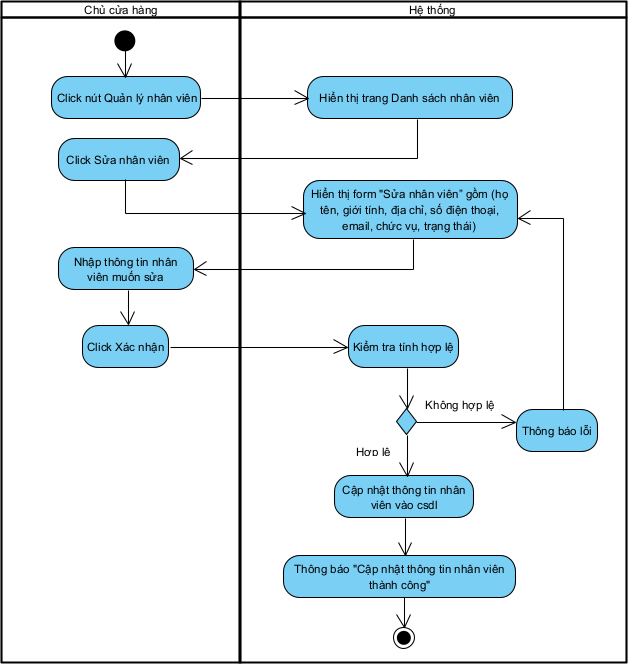 Chủ cửa hàng
Hệ thống
Click nút Quản lý nhân viên
Hiển thị trang Danh sách nhân viên
Click Sửa nhân viên
Hiển thị form "Sửa nhân viên" gồm (họ
tên, giới tính, địa chỉ, số điện thoại,
email, chức vụ, trạng thái)
Nhập thông tin nhân
viên muốn sửa
Click Xác nhận
Kiểm tra tính hợp lệ
Không hợp lệ
Thông báo lỗi
Hợp lệ
Cập nhật thông tin nhân
viên vào csdl
Thông báo "Cập nhật thông tin nhân viên
thành công"